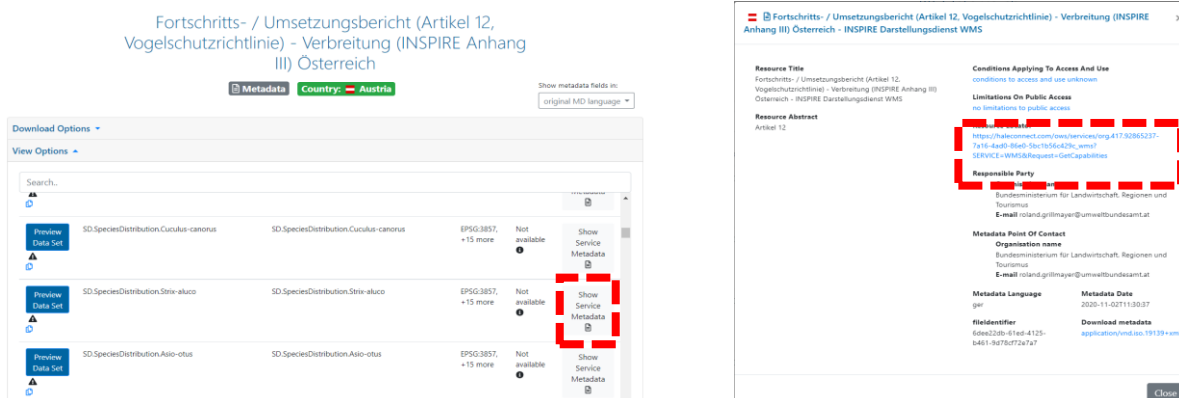 Fortschritts- / Umsetzungsbericht (Artikel 12,
Vogelschutzrichtlinie) - Verbreitung (INSPIRE Anhang
III) Österreich
Metadata Country: Austria
Show metadata fields in:
original MD language
Download Options
View Options
Search..
Metadata
Preview Data Set
SD.SpeciesDistribution.Cuculus-canorus
SD.SpeciesDistribution.Cuculus-canorus
EPSG:3857,
+15 more
Not
available
Show
Service
Metadata
Preview
Data Set
SD.SpeciesDistribution.Strix-aluco
SD.SpeciesDistribution.Strix-aluco
EPSG:3857,
+15 more
Not
available
Show
Service
Metadata
Preview
Data Set
SD.SpeciesDistribution.Asio-otus
SD.SpeciesDistribution.Asio-otus
EPSG:3857,
+15 more
Not
available
Show
Service
Metadata
Fortschritts- / Umsetzungsbericht (Artikel 12, Vogelschutzrichtlinie) - Verbreitung (INSPIRE
Anhang III) Österreich - INSPIRE Darstellungsdienst WMS
Resource Title
Fortschritts- / Umsetzungsbericht (Artikel 12,
Vogelschutzrichtlinie) - Verbreitung (INSPIRE Anhang III)
Österreich - INSPIRE Darstellungsdienst WMS
Resource Abstract
Artikel 12
Conditions Applying To Access And Use
conditions to access and use unknown
Limitations On Public Access
no limitations to public access
Resource Locator
https://haleconnect.com/ows/services/org.417.92865237-
7a16-4ad0-86e0-5bc1b56c429c_wms?
SERVICE=WMS&Request=GetCapabilities
Responsible Party
Bundesministerium für Landwirtschaft, Regionen und
Tourismus
E-mail roland.grillmayer@umweltbundesamt.at
Metadata Point Of Contact
Organisation name
Bundesministerium für Landwirtschaft, Regionen und
Tourismus
E-mail roland.grillmayer@umweltbundesamt.at
Metadata Language
ger
Metadata Date
2020-11-02T11:30:37
fileIdentifier
6dee22db-61ed-4125-
b461-9d78cf72e7a7
Download metadata
application/vnd.iso.19139+xm
Close